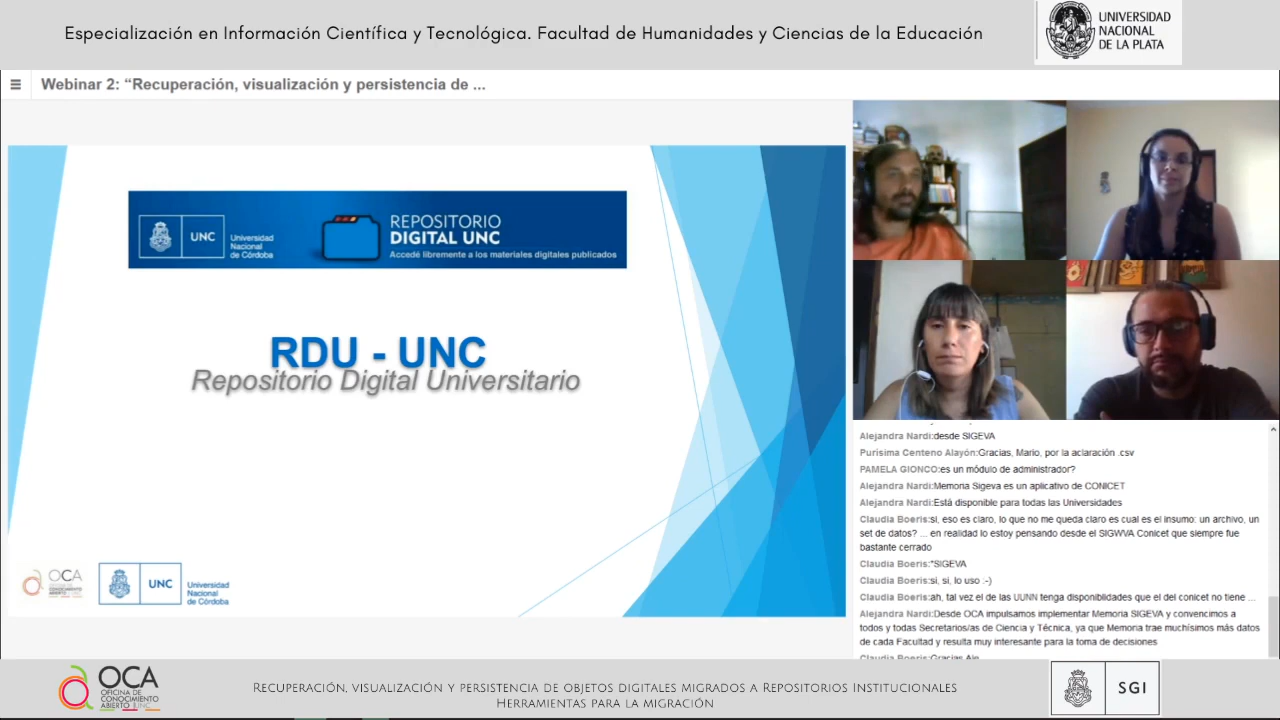 Especialización en Información Científica y Tecnológica. Facultad de Humanidades y Ciencias de la Educación
UNIVERSIDAD
NACIONAL
DE LA PLATA
Webinar 2: “Recuperación, visualización y persistencia de ...
UNC
Universidad
Nacional
de Córdoba
REPOSITORIO
DIGITAL UNC
Accedé libremente a los materiales digitales publicados
RDU - UNC
Repositorio Digital Universitario
OCA
OFICINA DE
CONOCIMIENTO
ABIERTO UNC
UNC
Universidad
Nacional
de Córdoba
Alejandra Nardi:desde SIGEVA
Purísima Centeno Alayón:Gracias, Mario, por la aclaración .csv
PAMELA GIONCO:es un módulo de administrador?
Alejandra Nardi:Memoria Sigeva es un aplicativo de CONICET
Alejandra Nardi:Está disponible para todas las Universidades
Claudia Boeris:si, eso es claro, lo que no me queda claro es cual es el insumo: un archivo, un
set de datos? ... en realidad lo estoy pensando desde el SIGWVA Conicet que siempre fue
bastante cerrado
Claudia Boeris:*SIGEVA
Claudia Boeris:si, si, lo uso :-)
Claudia Boeris:ah, tal vez el de las UUNN tenga disponiblidades que el del conicet no tiene ...
Alejandra Nardi:Desde OCA impulsamos implementar Memoria SIGEVA y convencimos a
todos y todas Secretarios/as de Ciencia y Técnica, ya que Memoria trae muchísimos más datos
de cada Facultad y resulta muy interesante para la toma de decisiones
Claudia Boeris:Gracias Ale
OCA
OFICINA DE
CONOCIMIENTO
ABIERTO UNC
Recuperación, visualización y persistencia de objetos digitales migrados a Repositorios Institucionales
Herramientas para la migración
SGI